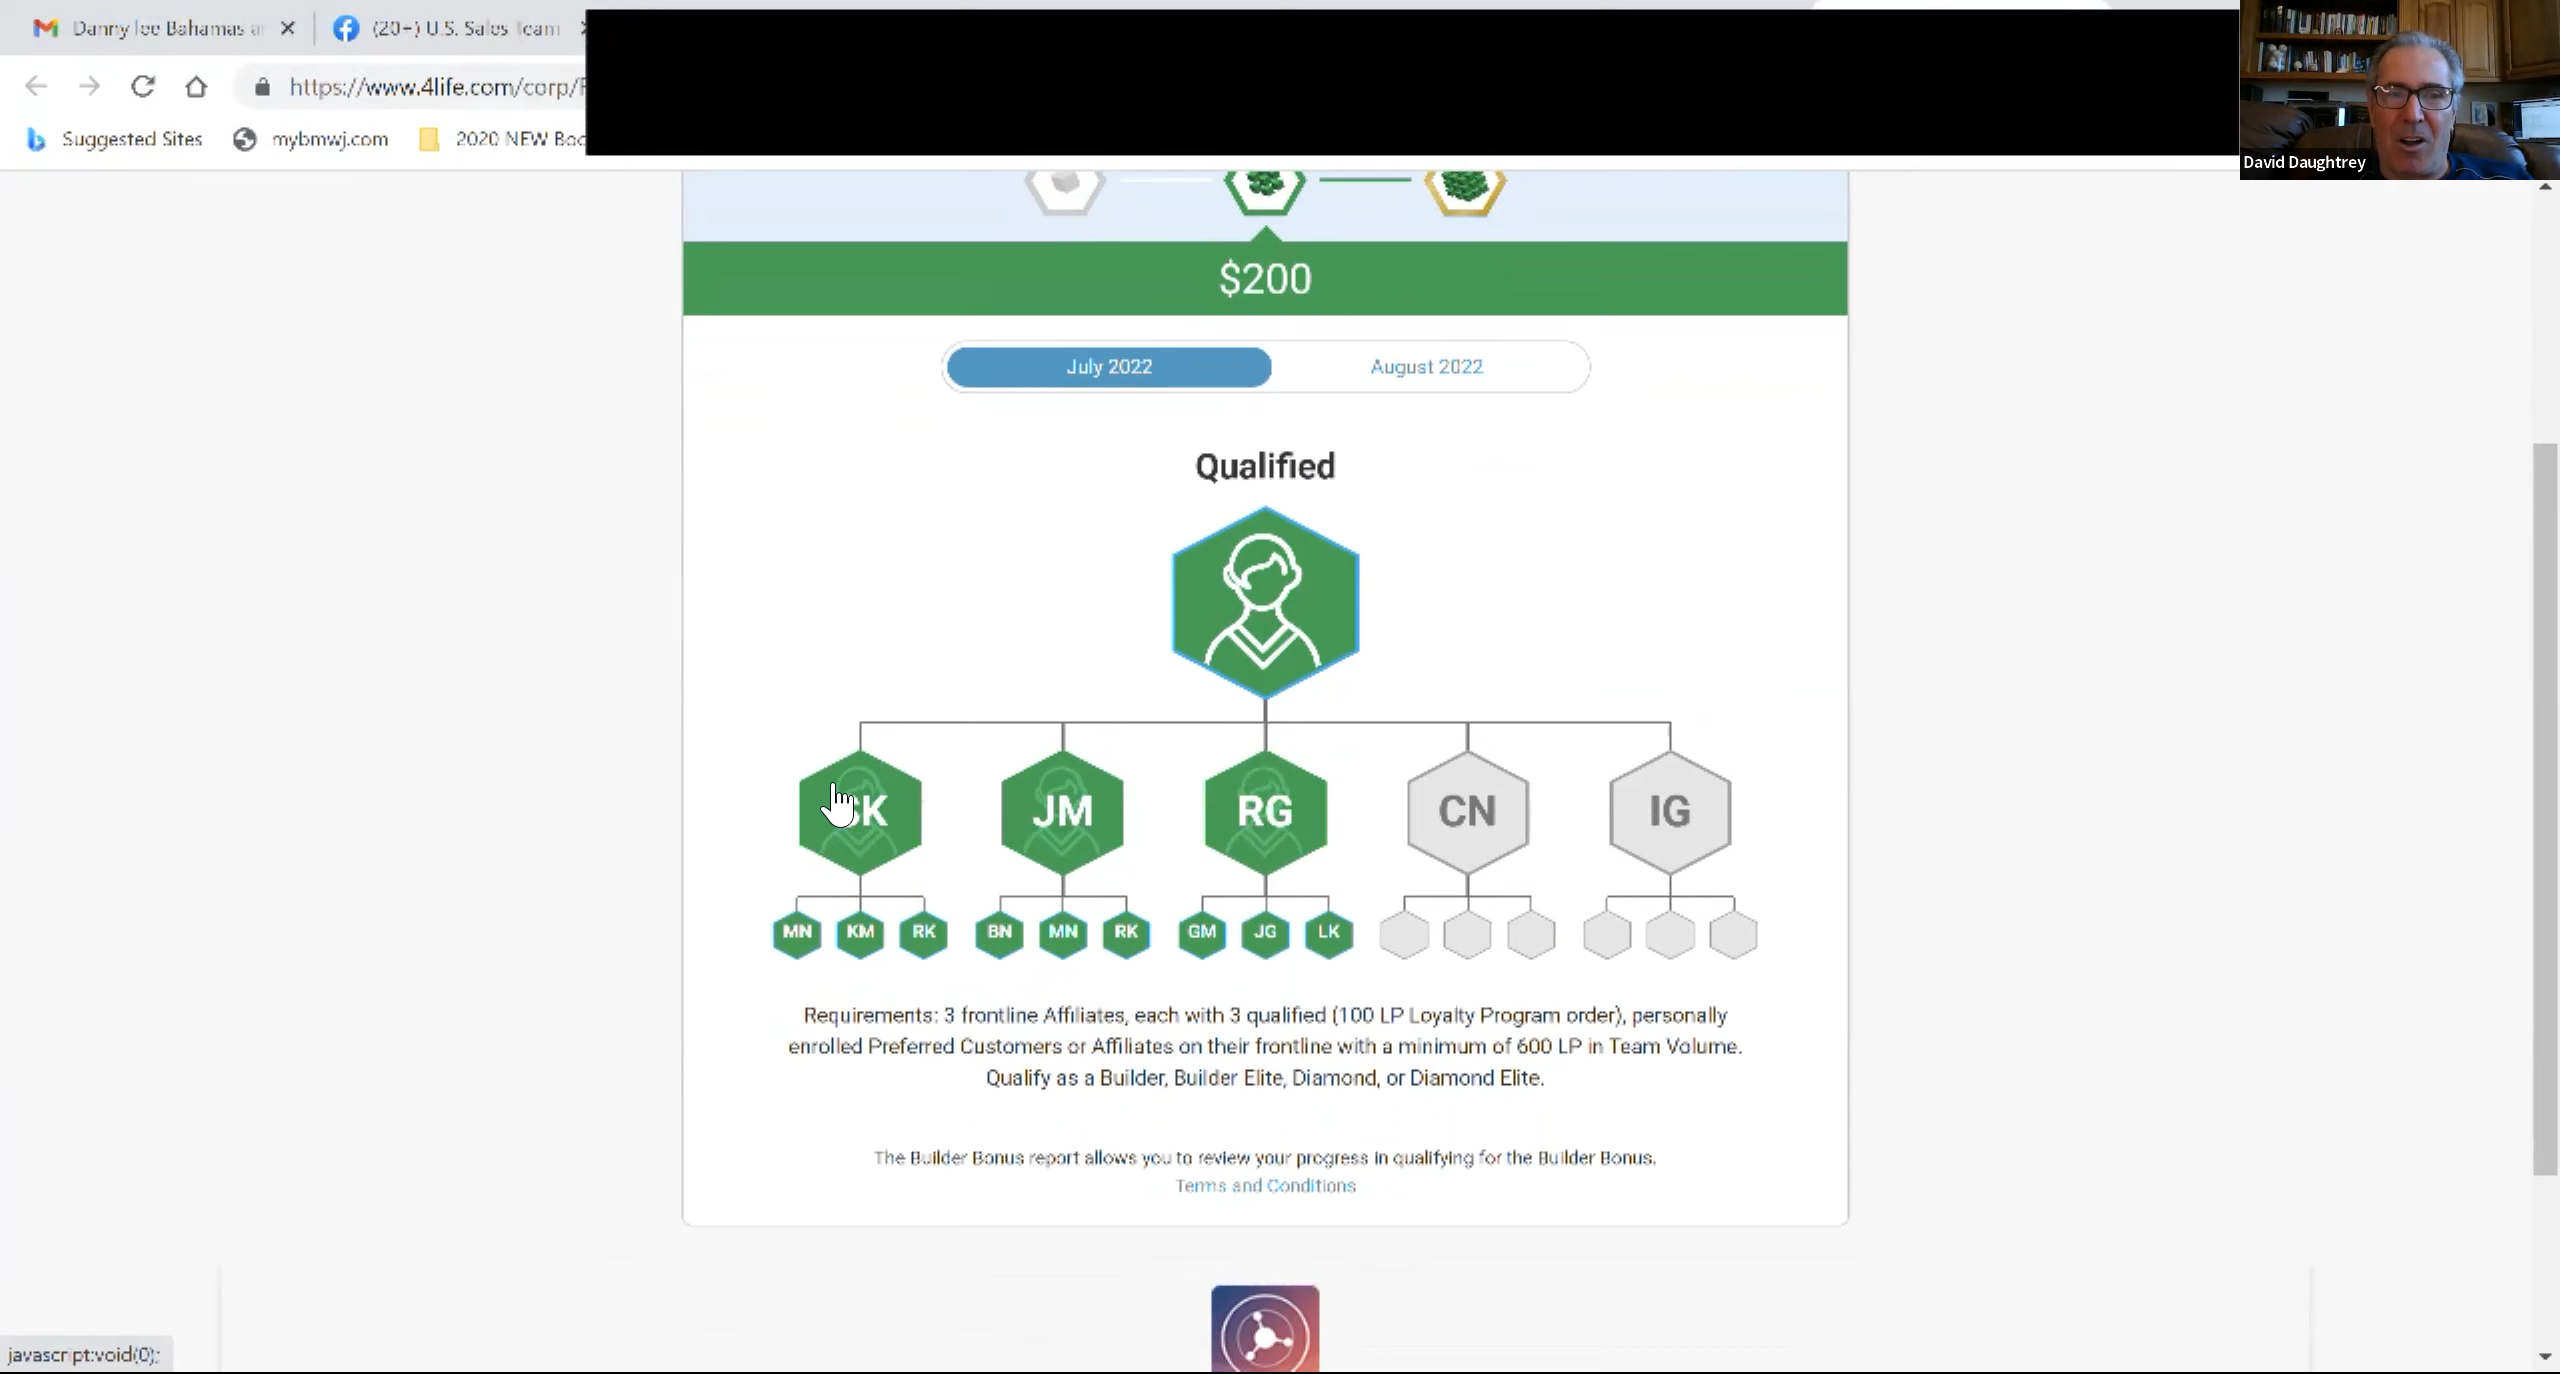 Danny lee Bahamas
(20+) U.S. Sales Team
https://www.4life.com/corp/
Suggested Sites
mybmwj.com
2020 NEW
David Daughtrey
$200
July 2022
August 2022
Qualified
JM
RG
CN
IG
MN
KM
RK
BN
MN
RK
GM
JG
LK
Requirements: 3 frontline Affiliates, each with 3 qualified (100 LP Loyalty Program order), personally
enrolled Preferred Customers or Affiliates on their frontline with a minimum of 600 LP in Team Volume.
Qualify as a Builder, Builder Elite, Diamond, or Diamond Elite.
The Builder Bonus report allows you to review your progress in qualifying for the Builder Bonus.
Terms and Conditions
javascript:void(0);